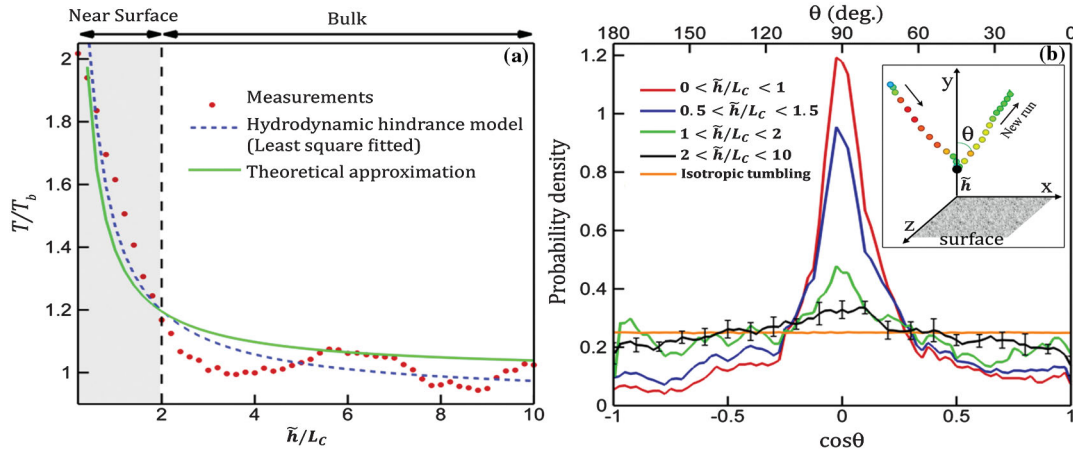 Near Surface
Bulk
(a)
Measurements
Hydrodynamic hindrance model
(Least square fitted)
Theoretical approximation
T/T_b
2
1.8
1.6
1.4
1.2
1
0
2
4
6
8
10
h̃/L_C
θ (deg.)
180
150
120
90
60
30
0
(b)
0 < h̃/L_C < 1
0.5 < h̃/L_C < 1.5
1 < h̃/L_C < 2
2 < h̃/L_C < 10
Isotropic tumbling
y
New run
θ
h̃
x
z
surface
Probability density
1.2
1
0.8
0.6
0.4
0.2
0
-1
-0.5
0
0.5
1
cosθ